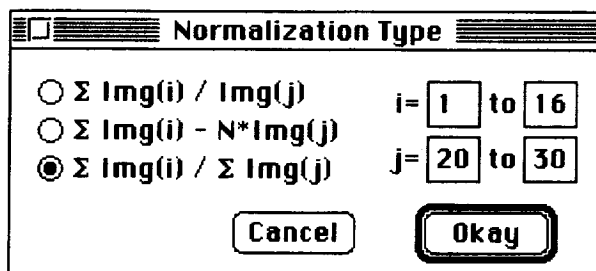 Normalization Type
Σ Img(i) / Img(j)
Σ Img(i) - N*Img(j)
Σ Img(i) / Σ Img(j)
i= 1 to 16
j= 20 to 30
Cancel
Okay